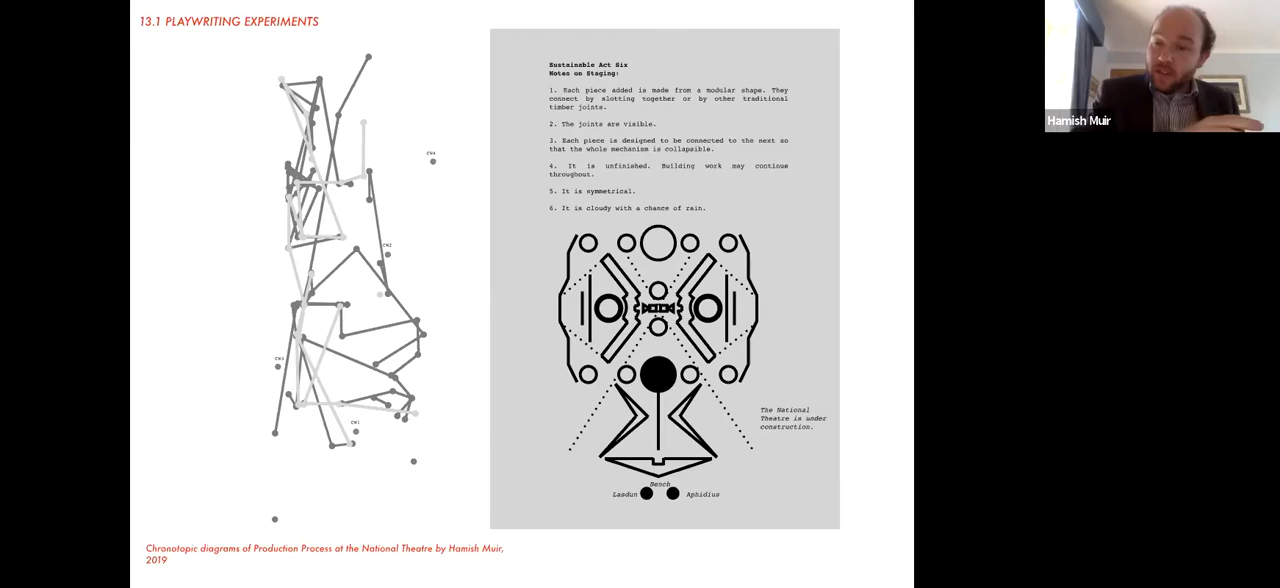 13.1 PLAYWRITING EXPERIMENTS
Hamish Muir
Sustainable Act Six
Notes on Staging:
1. Each piece added is made from a modular shape. They
connect by slotting together or by other traditional
timber joints.
2. The joints are visible.
3. Each piece is designed to be connected to the next so
that the whole mechanism is collapsible.
4. It is unfinished. Building work may continue
throughout.
5. It is symmetrical.
6. It is cloudy with a chance of rain.
CW4
CW2
CW3
CW1
The National
Theatre is under
construction.
Bench
Lasdun
Aphidius
Chronotopic diagrams of Production Process at the National Theatre by Hamish Muir,
2019